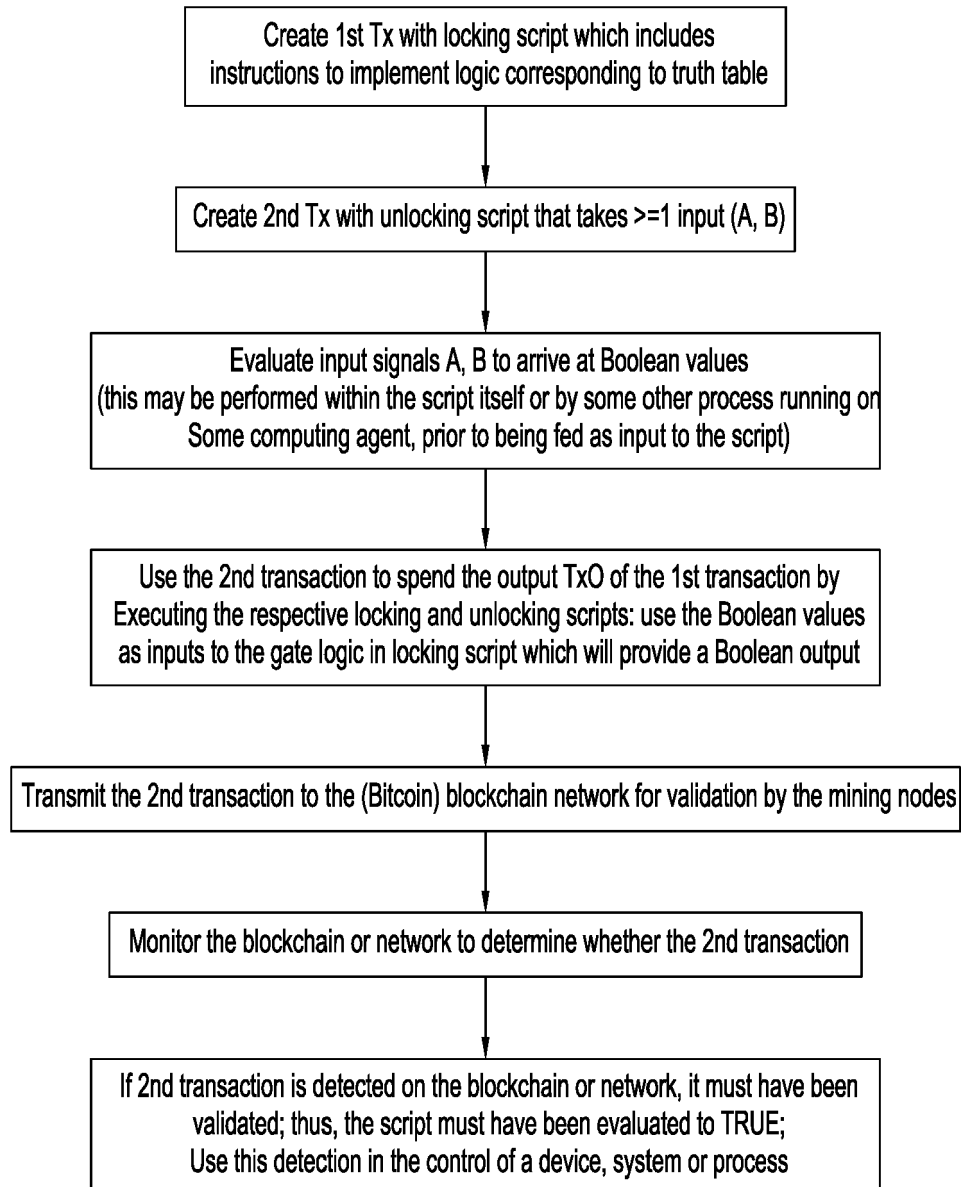 Create 1st Tx with locking script which includes
instructions to implement logic corresponding to truth table
Create 2nd Tx with unlocking script that takes >=1 input (A, B)
Evaluate input signals A, B to arrive at Boolean values
(this may be performed within the script itself or by some other process running on
Some computing agent, prior to being fed as input to the script)
Use the 2nd transaction to spend the output TxO of the 1st transaction by
Executing the respective locking and unlocking scripts: use the Boolean values
as inputs to the gate logic in locking script which will provide a Boolean output
Transmit the 2nd transaction to the (Bitcoin) blockchain network for validation by the mining nodes
Monitor the blockchain or network to determine whether the 2nd transaction
If 2nd transaction is detected on the blockchain or network, it must have been
validated; thus, the script must have been evaluated to TRUE;
Use this detection in the control of a device, system or process